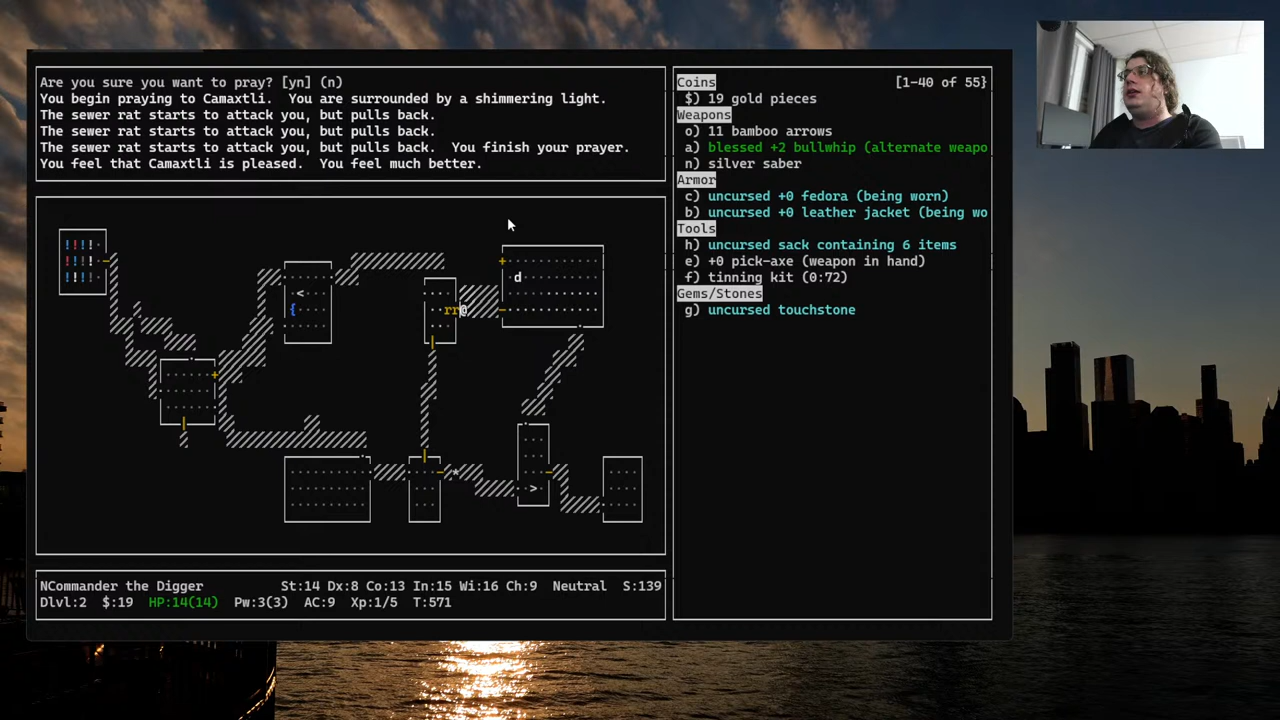 Are you sure you want to pray? [yn] (n)
You begin praying to Camaxtli.  You are surrounded by a shimmering light.
The sewer rat starts to attack you, but pulls back.
The sewer rat starts to attack you, but pulls back.
The sewer rat starts to attack you, but pulls back.  You finish your prayer.
You feel that Camaxtli is pleased.  You feel much better.
Coins [1-40 of 55}
$) 19 gold pieces
Weapons
o) 11 bamboo arrows
a) blessed +2 bullwhip (alternate weapo
n) silver saber
Armor
c) uncursed +0 fedora (being worn)
b) uncursed +0 leather jacket (being wo
Tools
h) uncursed sack containing 6 items
e) +0 pick-axe (weapon in hand)
f) tinning kit (0:72)
Gems/Stones
g) uncursed touchstone
NCommander the Digger St:14 Dx:8 Co:13 In:15 Wi:16 Ch:9 Neutral S:139
Dlvl:2 $:19 HP:14(14) Pw:3(3) AC:9 Xp:1/5 T:571